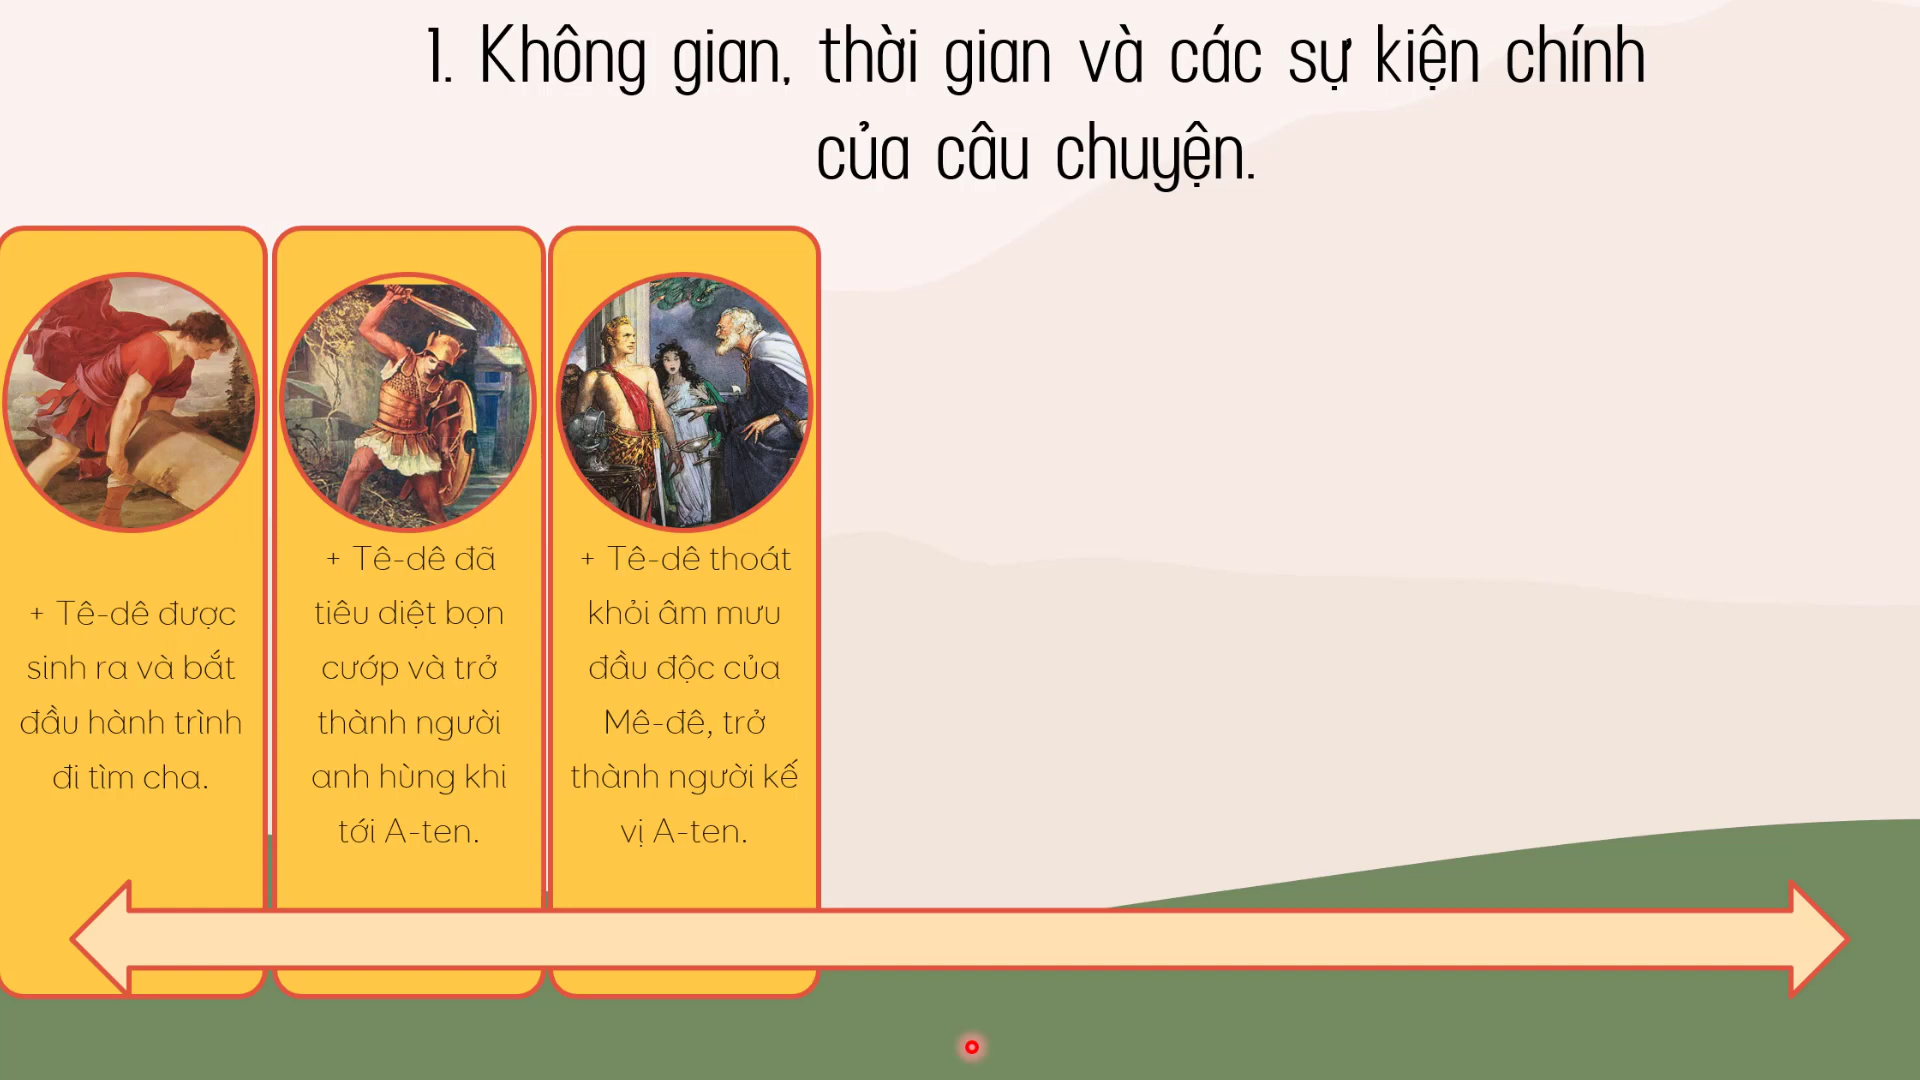 1. Không gian, thời gian và các sự kiện chính
của câu chuyện.
+ Tê-dê được
sinh ra và bắt
đầu hành trình
đi tìm cha.
+ Tê-dê đã
tiêu diệt bọn
cướp và trở
thành người
anh hùng khi
tới A-ten.
+ Tê-dê thoát
khỏi âm mưu
đầu độc của
Mê-đê, trở
thành người kế
vị A-ten.